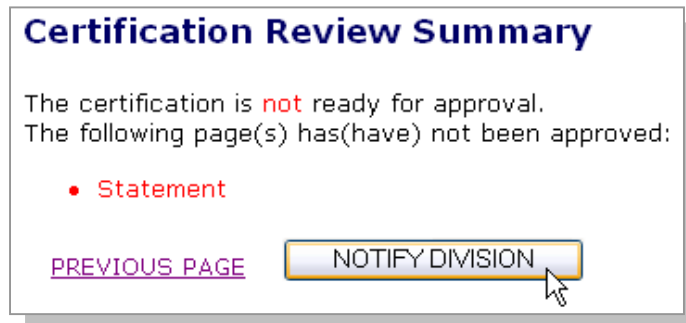 Certification Review Summary
The certification is not ready for approval.
The following page(s) has(have) not been approved:
• Statement
PREVIOUS PAGE NOTIFY DIVISION